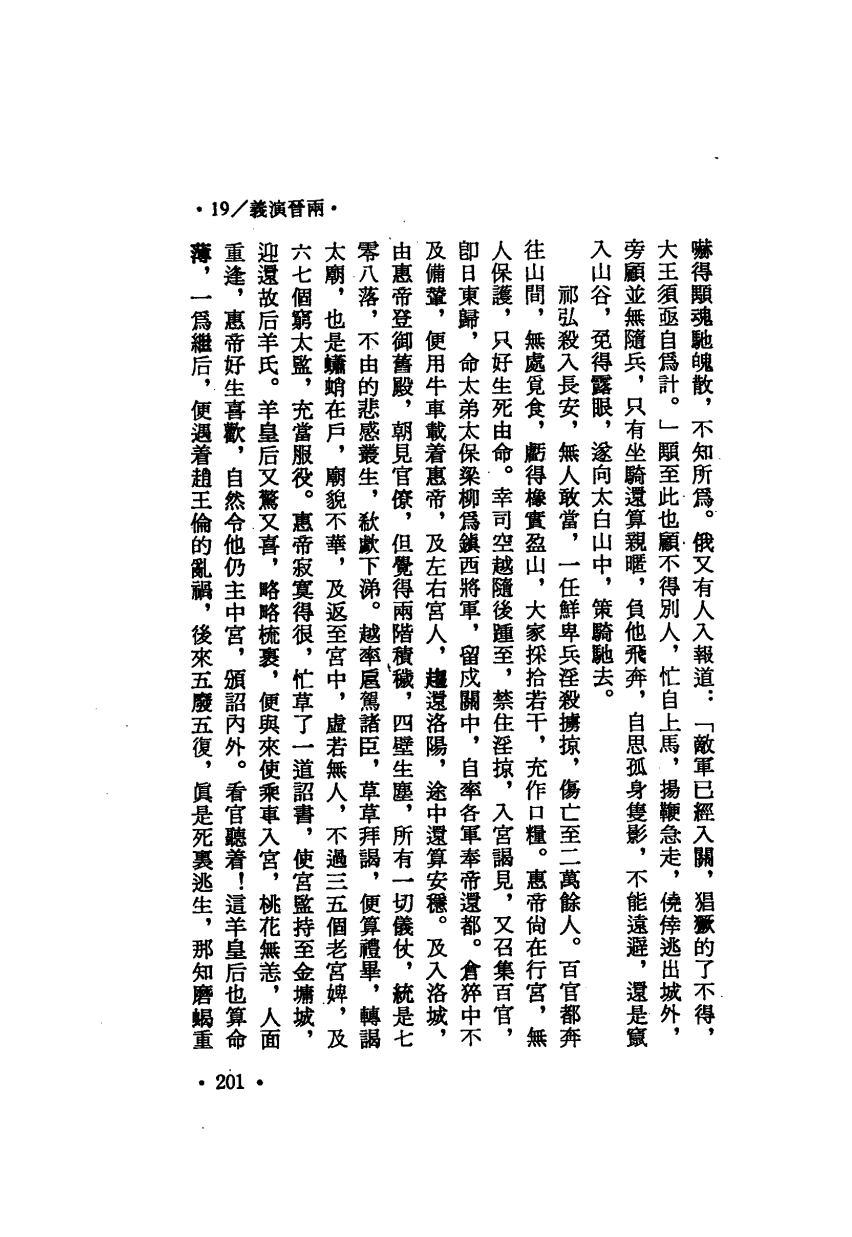 •19／義演晉兩•
嚇得顒魂馳魄散，不知所爲。俄又有人入報道：「敵軍已經入關，猖獗的了不得，
大王須亟自爲計。」顒至此也顧不得別人，忙自上馬，揚鞭急走，僥倖逃出城外，
旁顧並無隨兵，只有坐騎還算親暱，負他飛奔，自思孤身隻影，不能遠避，還是竄
入山谷，免得露眼，遂向太白山中，策騎馳去。
祁弘殺入長安，無人敢當，一任鮮卑兵淫殺擄掠，傷亡至二萬餘人。百官都奔
往山間，無處覓食，虧得橡實盈山，大家採拾若干，充作口糧。惠帝尙在行宮，無
人保護，只好生死由命。幸司空越隨後踵至，禁住淫掠，入宮謁見，又召集百官，
卽日東歸，命太弟太保梁柳爲鎭西將軍，留戍關中，自率各軍奉帝還都。倉猝中不
及備輦，便用牛車載着惠帝，及左右宮人，趲還洛陽，途中還算安穩。及入洛城，
由惠帝登御舊殿，朝見官僚，但覺得兩階積穢，四壁生塵，所有一切儀仗，統是七
零八落，不由的悲感叢生，欷歔下涕。越率扈駕諸臣，草草拜謁，便算禮畢，轉謁
太廟，也是蠨蛸在戶，廟貌不華，及返至宮中，虛若無人，不過三五個老宮婢，及
六七個窮太監，充當服役。惠帝寂寞得很，忙草了一道詔書，使宮監持至金墉城，
迎還故后羊氏。羊皇后又驚又喜，略略梳裹，便與來使乘車入宮，桃花無恙，人面
重逢，惠帝好生喜歡，自然令他仍主中宮，頒詔內外。看官聽着！這羊皇后也算命
薄，一爲繼后，便遇着趙王倫的亂禍，後來五廢五復，眞是死裏逃生，那知磨蝎重
•201•